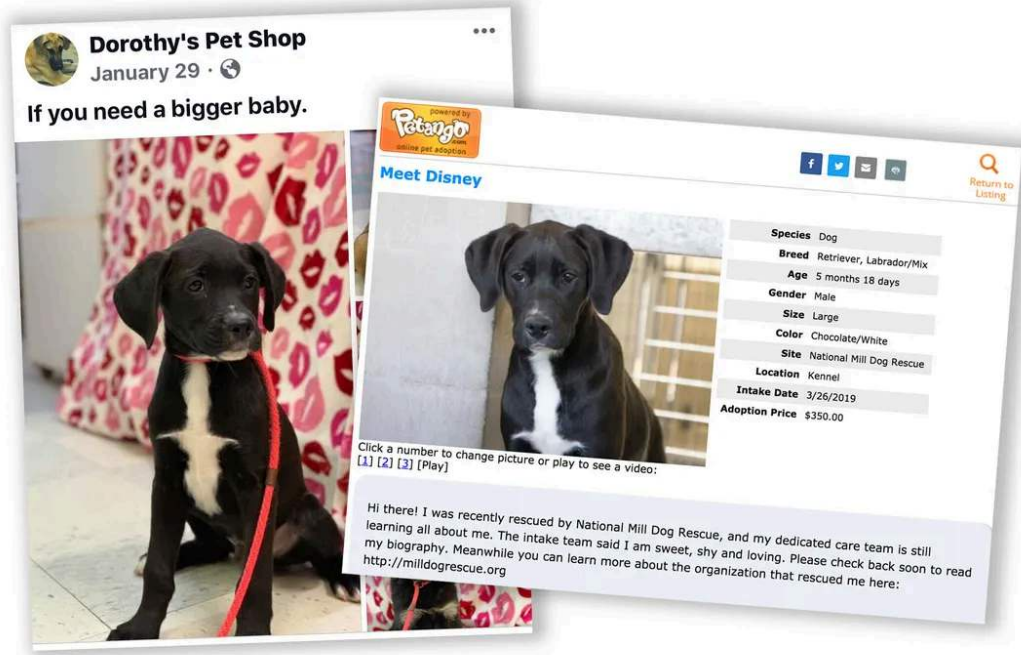 Dorothy's Pet Shop
January 29 ·
If you need a bigger baby.
powered by
Petango
.com
online pet adoption
Return to
Listing
Meet Disney
Species Dog
Breed Retriever, Labrador/Mix
Age 5 months 18 days
Gender Male
Size Large
Color Chocolate/White
Site National Mill Dog Rescue
Location Kennel
Intake Date 3/26/2019
Adoption Price $350.00
Click a number to change picture or play to see a video:
[1] [2] [3] [Play]
Hi there! I was recently rescued by National Mill Dog Rescue, and my dedicated care team is still
learning all about me. The intake team said I am sweet, shy and loving. Please check back soon to read
my biography. Meanwhile you can learn more about the organization that rescued me here:
http://milldogrescue.org